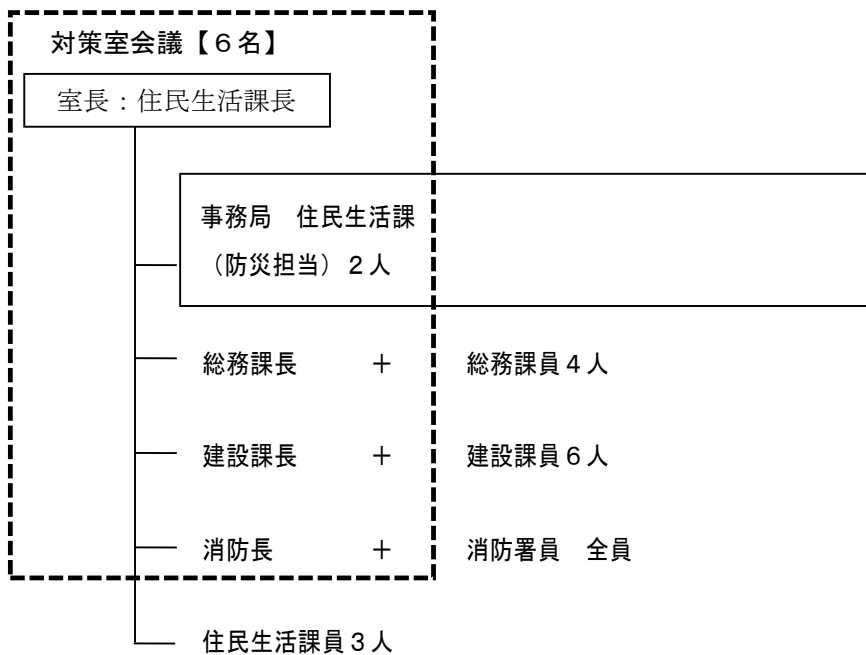 対策室会議【６名】
室長：住民生活課長
事務局　住民生活課
（防災担当）２人
総務課長　＋　総務課員４人
建設課長　＋　建設課員６人
消防長　＋　消防署員　全員
住民生活課員３人